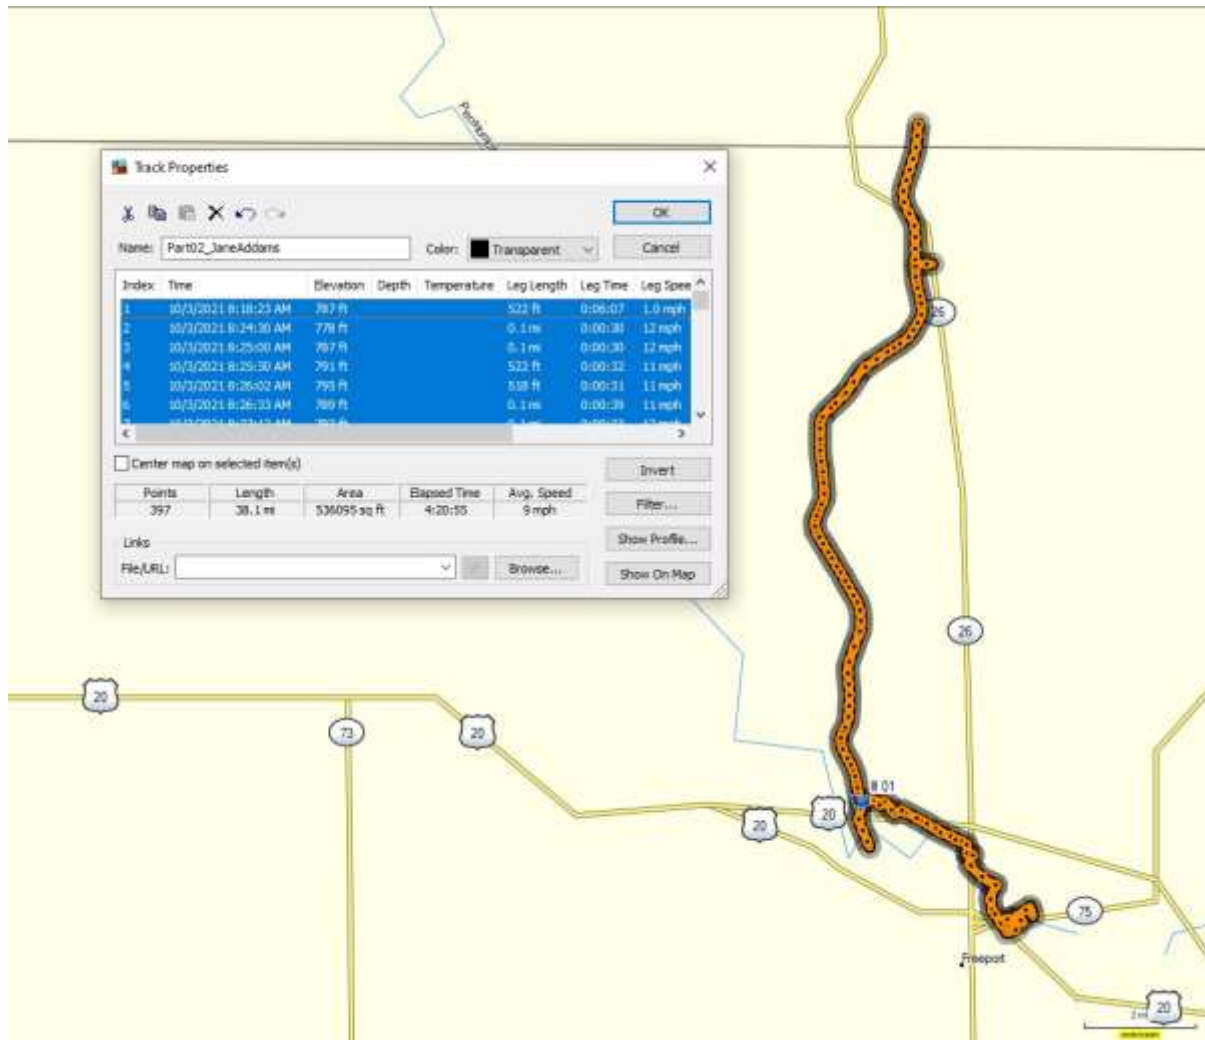 Track Properties
OK
Name: Part02_JaneAddams Color: Transparent Cancel
Index Time Elevation Depth Temperature Leg Length Leg Time Leg Spee
1 10/3/2021 8:18:23 AM 787 ft 522 ft 0:06:07 1.0 mph
2 10/3/2021 8:24:30 AM 778 ft 0.1 mi 0:00:30 12 mph
3 10/3/2021 8:25:00 AM 787 ft 0.1 mi 0:00:30 12 mph
4 10/3/2021 8:25:30 AM 791 ft 522 ft 0:00:32 11 mph
5 10/3/2021 8:26:02 AM 793 ft 518 ft 0:00:31 11 mph
6 10/3/2021 8:26:33 AM 789 ft 0.1 mi 0:00:39 11 mph
Center map on selected item(s)
Invert
Points Length Area Elapsed Time Avg. Speed
397 38.1 mi 536095 sq ft 4:20:55 9 mph
Filter...
Links
Show Profile...
File/URL: Browse...
Show On Map
26
26
20
73
20
20
20
# 01
75
Freeport
20